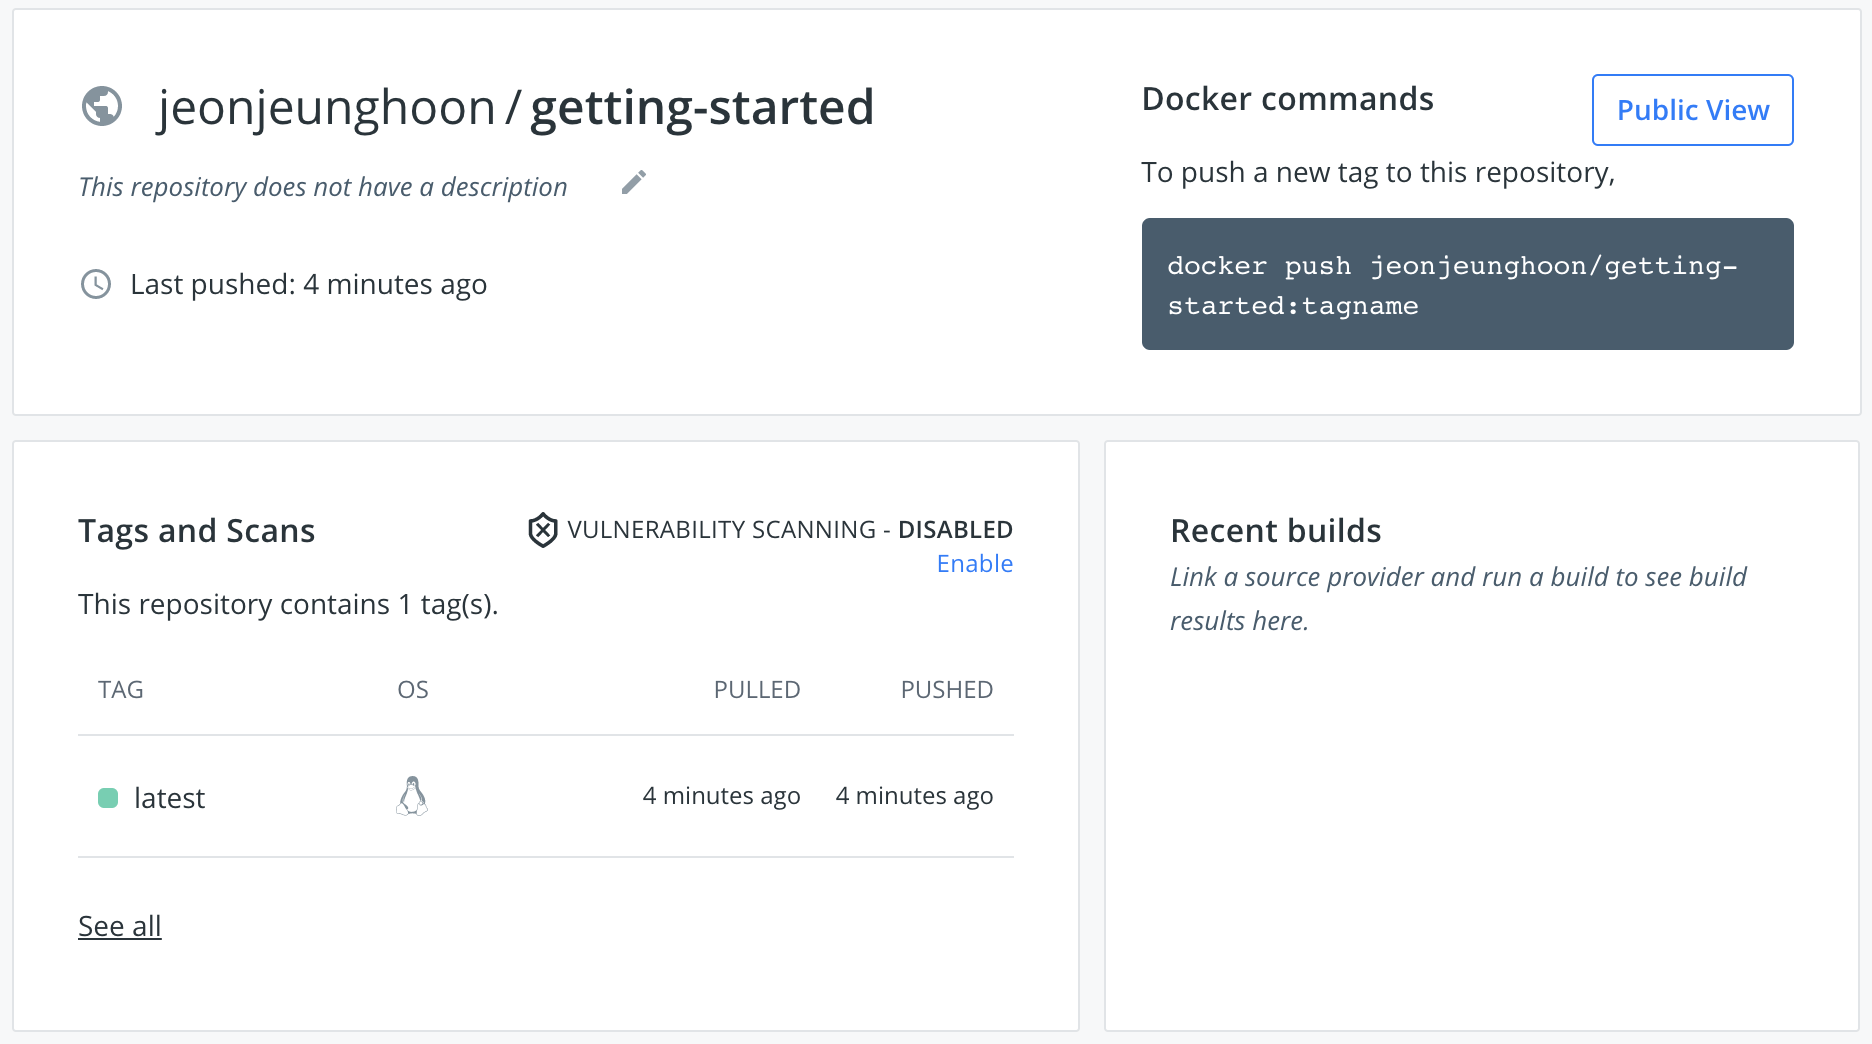 jeonjeunghoon / getting-started
This repository does not have a description
Last pushed: 4 minutes ago
Docker commands
Public View
To push a new tag to this repository,
docker push jeonjeunghoon/getting-
started:tagname
Tags and Scans
VULNERABILITY SCANNING - DISABLED
Enable
This repository contains 1 tag(s).
TAG OS PULLED PUSHED
latest 4 minutes ago 4 minutes ago
See all
Recent builds
Link a source provider and run a build to see build
results here.